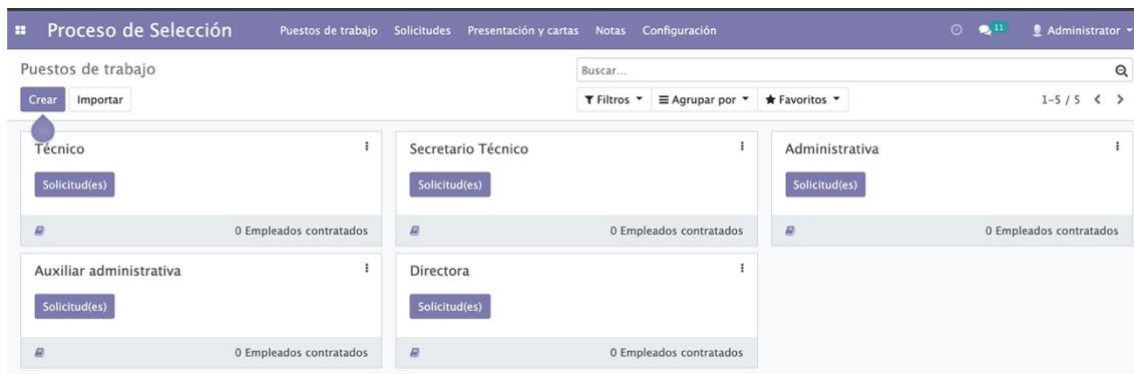 Proceso de Selección Puestos de trabajo Solicitudes Presentación y cartas Notas Configuración 11 Administrator
Puestos de trabajo Buscar...
Crear Importar Filtros Agrupar por Favoritos 1-5 / 5
Técnico Secretario Técnico Administrativa
Solicitud(es) Solicitud(es) Solicitud(es)
0 Empleados contratados 0 Empleados contratados 0 Empleados contratados
Auxiliar administrativa Directora
Solicitud(es) Solicitud(es)
0 Empleados contratados 0 Empleados contratados